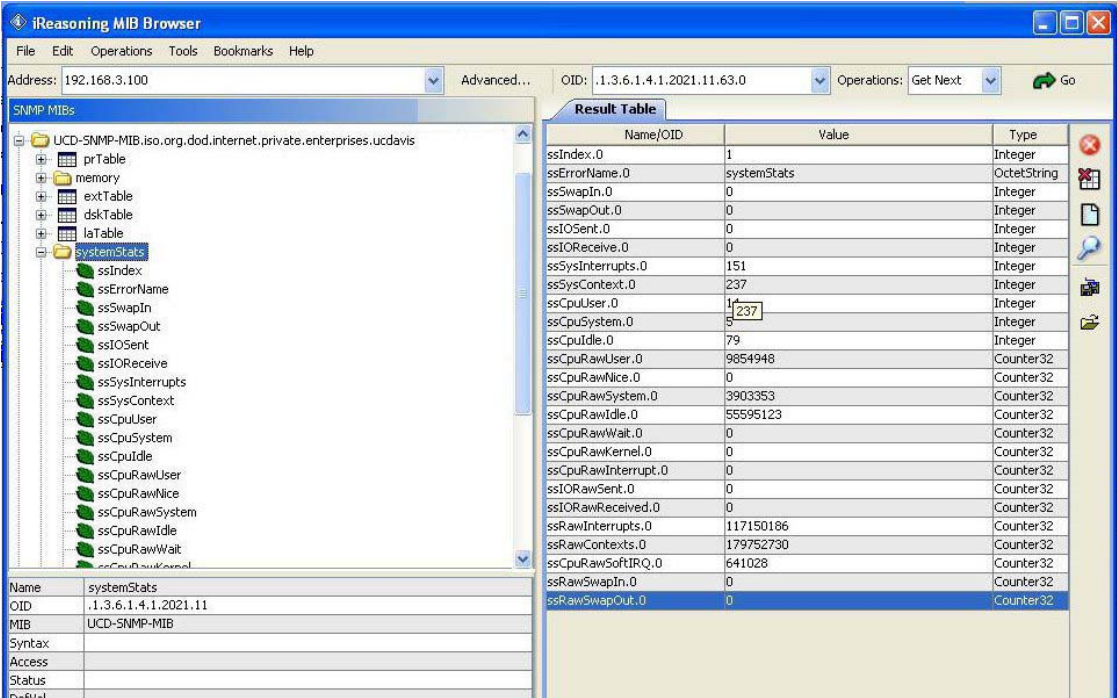 iReasoning MIB Browser
File Edit Operations Tools Bookmarks Help
Address: 192.168.3.100 Advanced... OID: .1.3.6.1.4.1.2021.11.63.0 Operations: Get Next Go
SNMP MIBs
UCD-SNMP-MIB.iso.org.dod.internet.private.enterprises.ucdavis
prTable
memory
extTable
dskTable
laTable
systemStats
ssIndex
ssErrorName
ssSwapIn
ssSwapOut
ssIOSent
ssIOReceive
ssSysInterrupts
ssSysContext
ssCpuUser
ssCpuSystem
ssCpuIdle
ssCpuRawUser
ssCpuRawNice
ssCpuRawSystem
ssCpuRawIdle
ssCpuRawWait
ssCpuRawKernel
Name systemStats
OID .1.3.6.1.4.1.2021.11
MIB UCD-SNMP-MIB
Syntax
Access
Status
DefVal
Result Table
Name/OID Value Type
ssIndex.0 1 Integer
ssErrorName.0 systemStats OctetString
ssSwapIn.0 0 Integer
ssSwapOut.0 0 Integer
ssIOSent.0 0 Integer
ssIOReceive.0 0 Integer
ssSysInterrupts.0 151 Integer
ssSysContext.0 237 Integer
ssCpuUser.0 Integer
237
ssCpuSystem.0 5 Integer
ssCpuIdle.0 79 Integer
ssCpuRawUser.0 9854948 Counter32
ssCpuRawNice.0 0 Counter32
ssCpuRawSystem.0 3903353 Counter32
ssCpuRawIdle.0 55595123 Counter32
ssCpuRawWait.0 0 Counter32
ssCpuRawKernel.0 0 Counter32
ssCpuRawInterrupt.0 0 Counter32
ssIORawSent.0 0 Counter32
ssIORawReceived.0 0 Counter32
ssRawInterrupts.0 117150186 Counter32
ssRawContexts.0 179752730 Counter32
ssCpuRawSoftIRQ.0 641028 Counter32
ssRawSwapIn.0 0 Counter32
ssRawSwapOut.0 0 Counter32